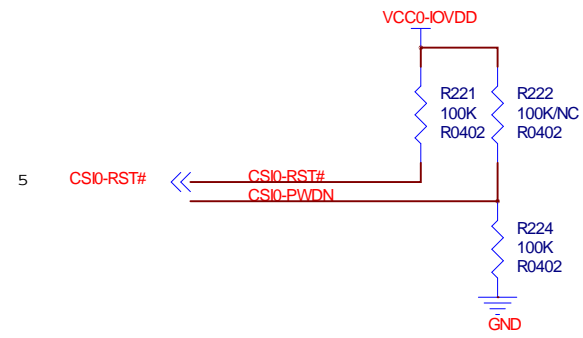 VCC0-IOVDD
R221
100K
R0402
R222
100K/NC
R0402
5 CSI0-RST# CSI0-RST#
CSI0-PWDN
R224
100K
R0402
GND